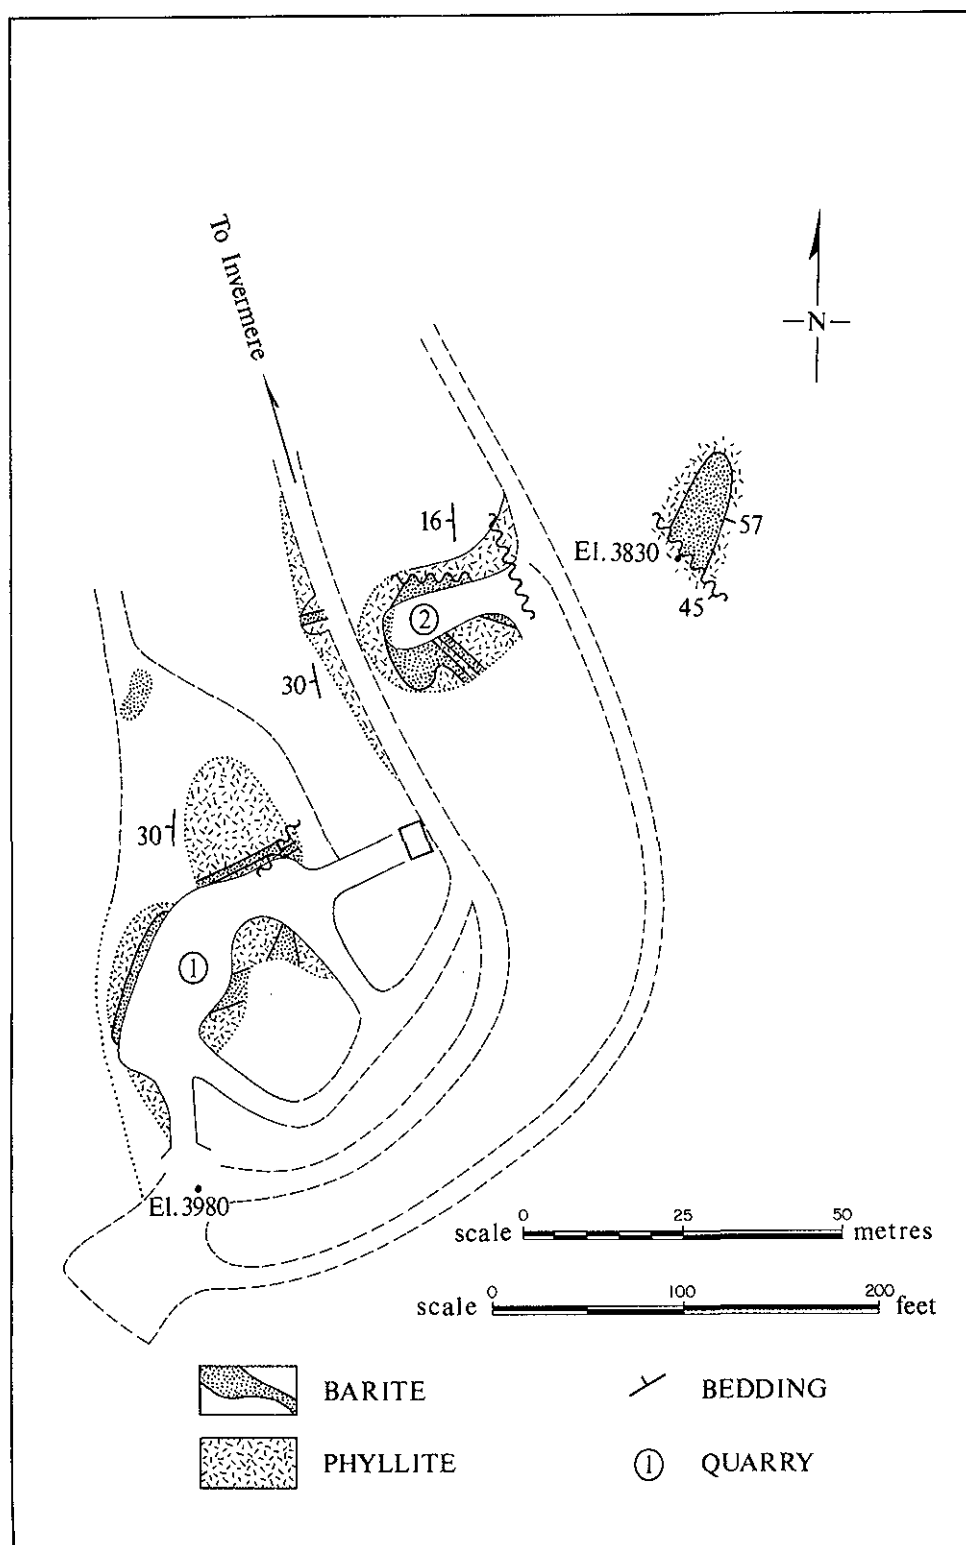 To Invermere
N
16
57
El. 3830
45
2
30
30
1
El. 3980
0 25 50
scale metres
0 100 200
scale feet
BARITE
BEDDING
PHYLLITE
1 QUARRY